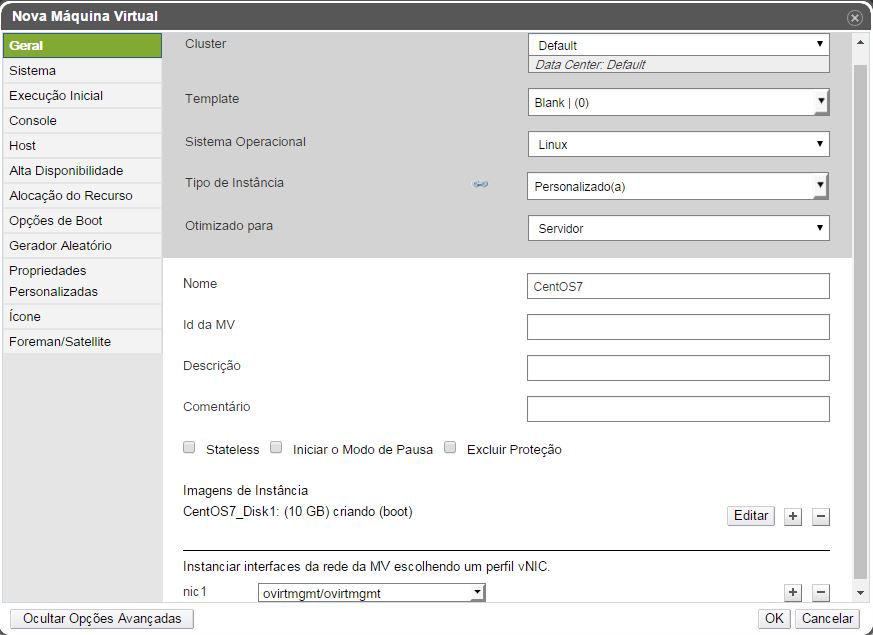 Nova Máquina Virtual
Geral
Sistema
Execução Inicial
Console
Host
Alta Disponibilidade
Alocação do Recurso
Opções de Boot
Gerador Aleatório
Propriedades
Personalizadas
Ícone
Foreman/Satellite
Cluster
Default
Data Center: Default
Template
Blank | (0)
Sistema Operacional
Linux
Tipo de Instância
Personalizado(a)
Otimizado para
Servidor
Nome
CentOS7
Id da MV
Descrição
Comentário
Stateless Iniciar o Modo de Pausa Excluir Proteção
Imagens de Instância
CentOS7_Disk1: (10 GB) criando (boot)
Editar + −
Instanciar interfaces da rede da MV escolhendo um perfil vNIC.
nic1 ovirtmgmt/ovirtmgmt + −
Ocultar Opções Avançadas
OK Cancelar